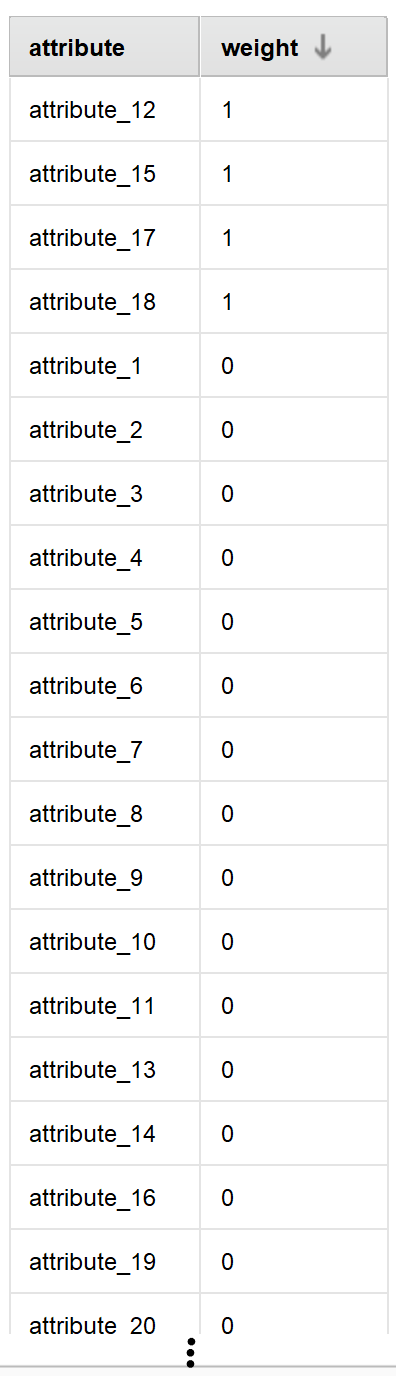 attribute weight
attribute_12 1
attribute_15 1
attribute_17 1
attribute_18 1
attribute_1 0
attribute_2 0
attribute_3 0
attribute_4 0
attribute_5 0
attribute_6 0
attribute_7 0
attribute_8 0
attribute_9 0
attribute_10 0
attribute_11 0
attribute_13 0
attribute_14 0
attribute_16 0
attribute_19 0
attribute_20 0